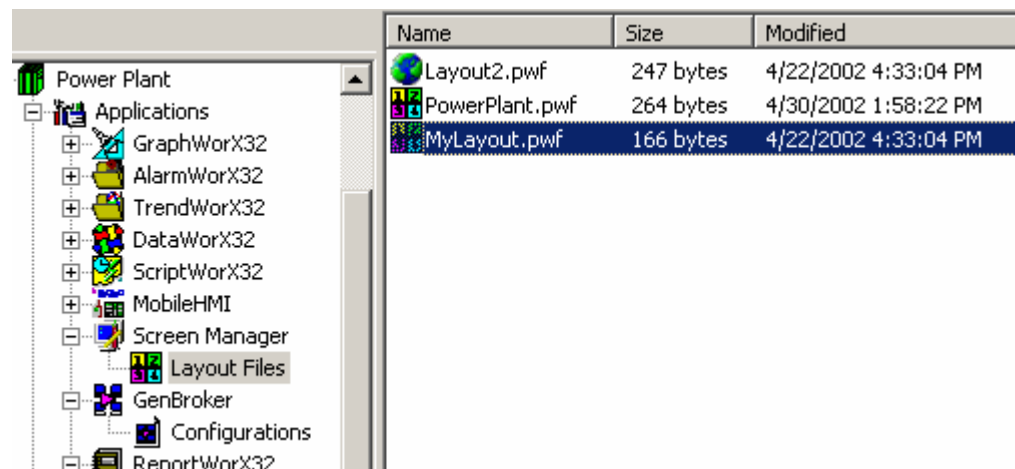 Name Size Modified
Layout2.pwf 247 bytes 4/22/2002 4:33:04 PM
PowerPlant.pwf 264 bytes 4/30/2002 1:58:22 PM
MyLayout.pwf 166 bytes 4/22/2002 4:33:04 PM
Power Plant
Applications
GraphWorX32
AlarmWorX32
TrendWorX32
DataWorX32
ScriptWorX32
MobileHMI
Screen Manager
Layout Files
GenBroker
Configurations
ReportWorX32